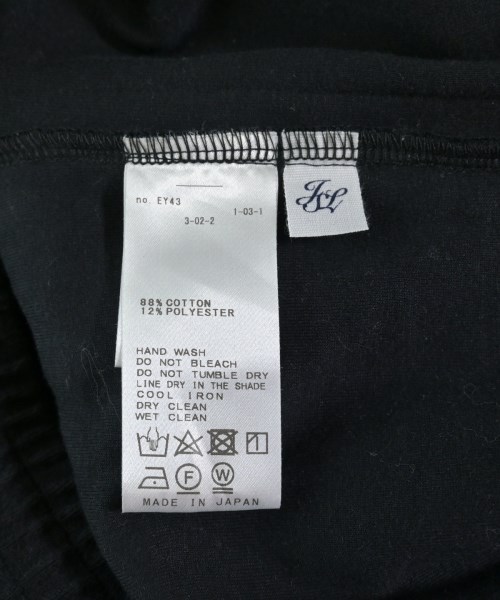 no. EY43
1-03-1
3-02-2
88% COTTON
12% POLYESTER
HAND WASH
DO NOT BLEACH
DO NOT TUMBLE DRY
LINE DRY IN THE SHADE
COOL IRON
DRY CLEAN
WET CLEAN
F W
MADE IN JAPAN